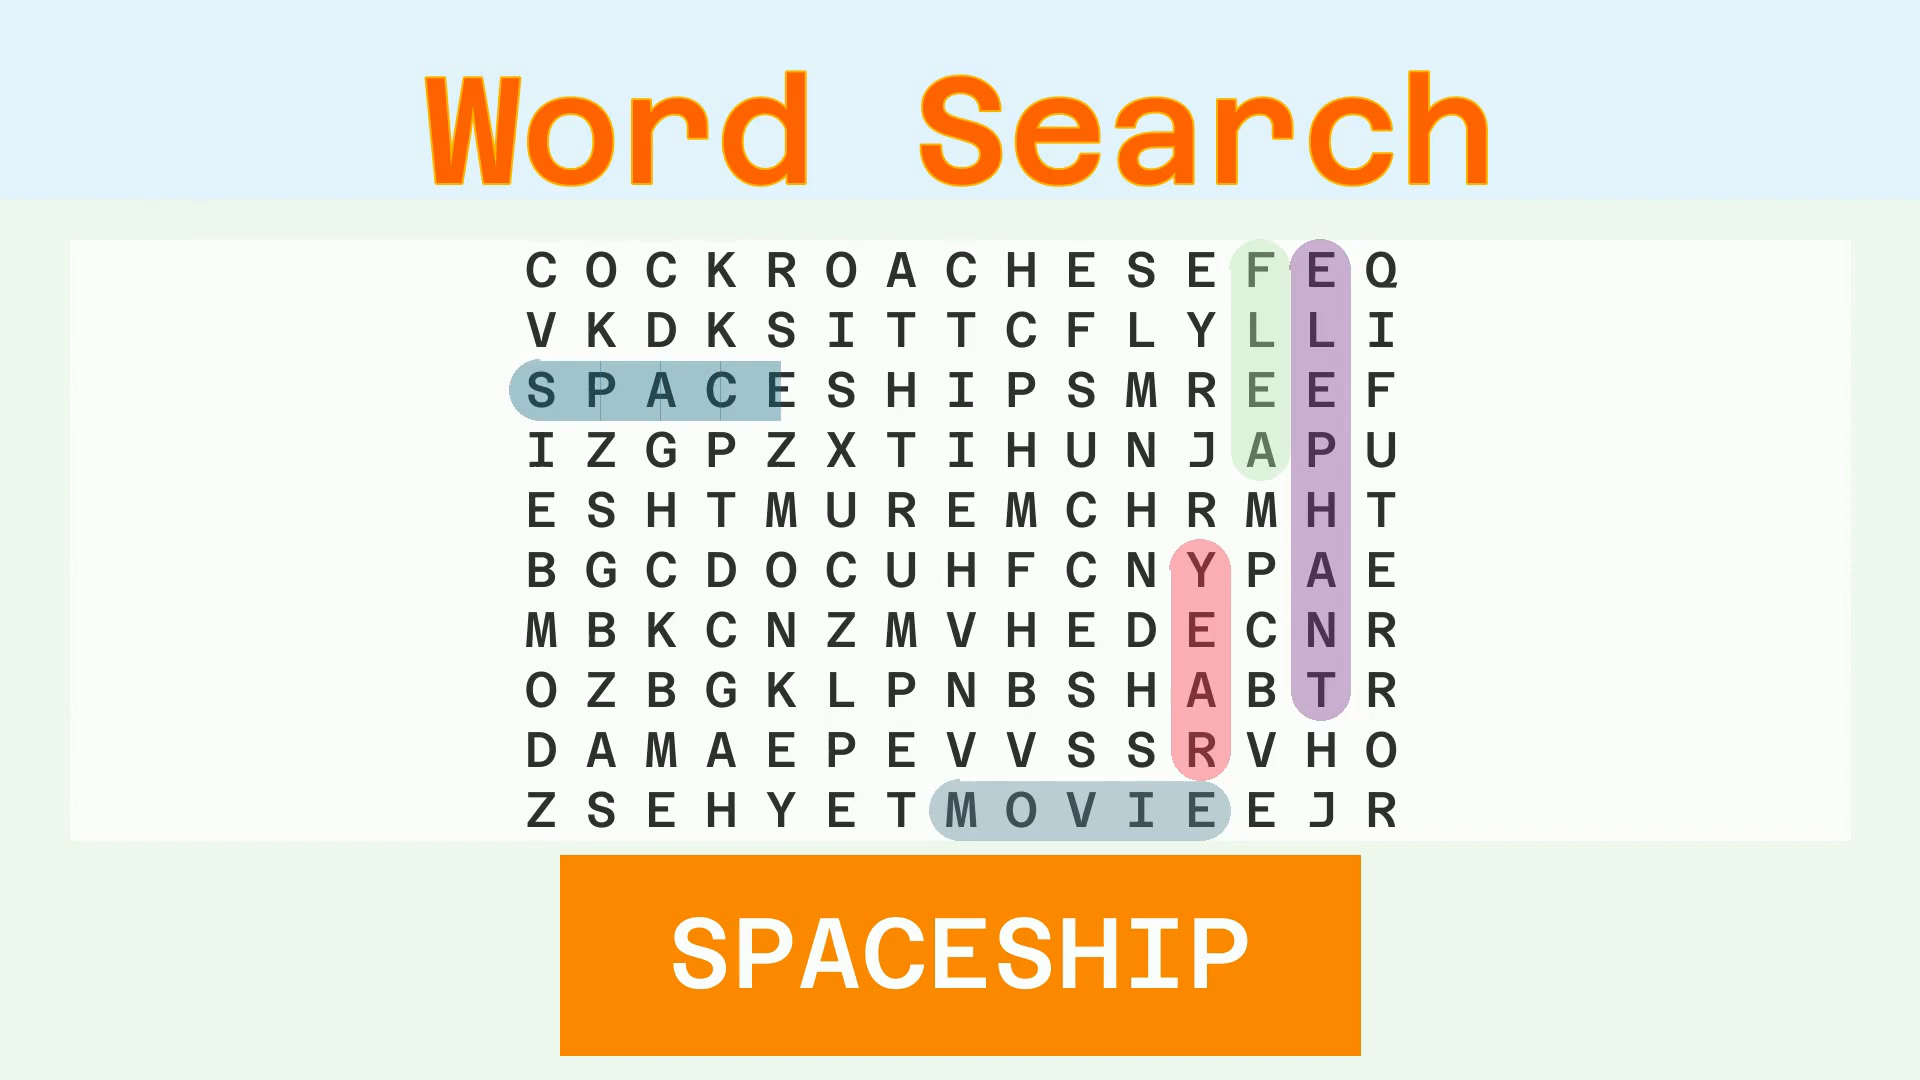 Word Search
C O C K R O A C H E S E F E Q
V K D K S I T T C F L Y L L I
S P A C E S H I P S M R E E F
I Z G P Z X T I H U N J A P U
E S H T M U R E M C H R M H T
B G C D O C U H F C N Y P A E
M B K C N Z M V H E D E C N R
O Z B G K L P N B S H A B T R
D A M A E P E V V S S R V H O
Z S E H Y E T M O V I E E J R
SPACESHIP